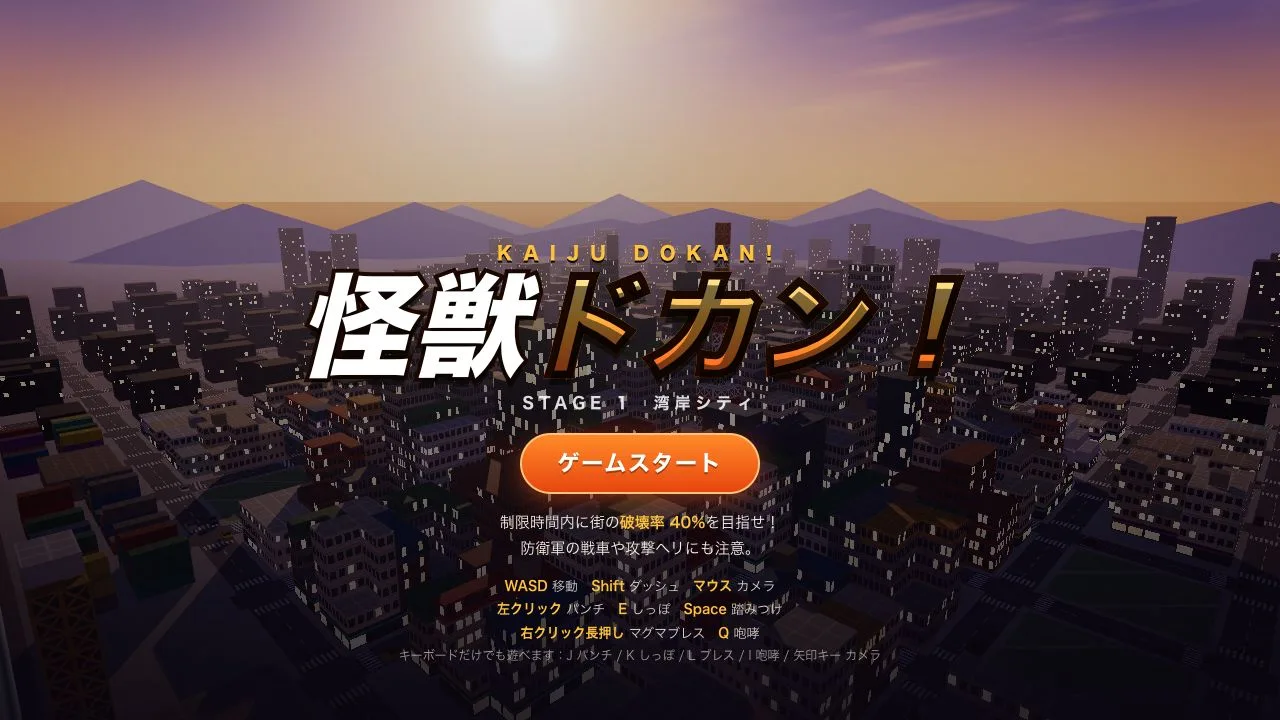 KAIJU DOKAN!
怪獣ドカン！
STAGE 1 湾岸シティ
ゲームスタート
制限時間内に街の破壊率 40%を目指せ！
防衛軍の戦車や攻撃ヘリにも注意。
WASD 移動 Shift ダッシュ マウス カメラ
左クリック パンチ E しっぽ Space 踏みつけ
右クリック長押し マグマブレス Q 咆哮
キーボードだけでも遊べます：J パンチ / K しっぽ / L ブレス / I 咆哮 / 矢印キー カメラ